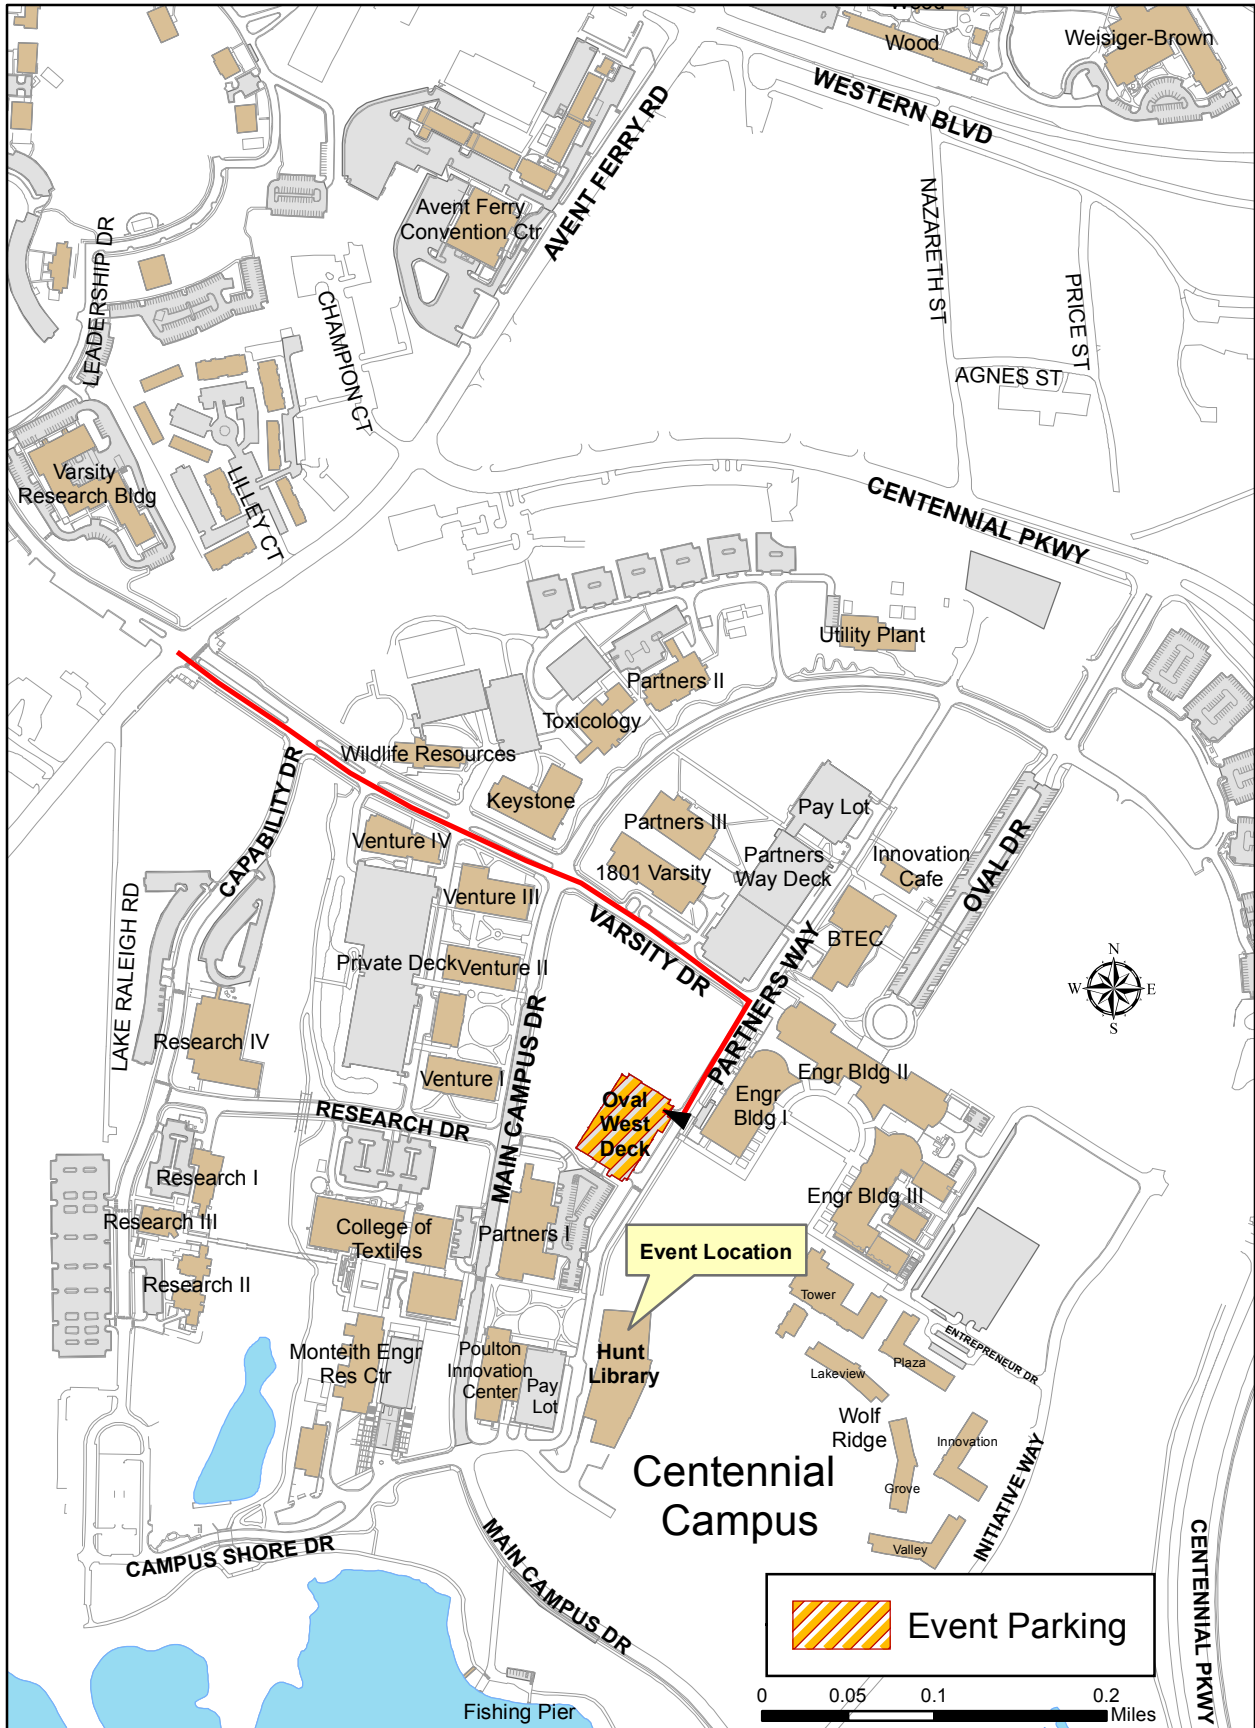 Wood
Wood
Weisiger-Brown
WESTERN BLVD
AVENT FERRY RD
Avent Ferry
Convention Ctr
NAZARETH ST
PRICE ST
AGNES ST
LEADERSHIP DR
CHAMPION CT
Varsity
Research Bldg
LILLEY CT
CENTENNIAL PKWY
Utility Plant
Partners II
Toxicology
Wildlife Resources
Keystone
CAPABILITY DR
Venture IV
Partners III
Pay Lot
1801 Varsity
Partners
Way Deck
Innovation
Cafe
OVAL DR
Venture III
VARSITY DR
BTEC
Private Deck
Venture II
PARTNERS WAY
LAKE RALEIGH RD
N
W
E
S
Research IV
MAIN CAMPUS DR
Venture I
Engr Bldg II
Engr
Bldg I
Oval
West
Deck
RESEARCH DR
Research I
Engr Bldg III
Research III
College of
Textiles
Partners I
Event Location
Research II
Tower
ENTREPRENEUR DR
Monteith Engr
Res Ctr
Poulton
Innovation
Center
Pay
Lot
Hunt
Library
Plaza
Lakeview
Wolf
Ridge
Innovation
Centennial
Campus
Grove
INITIATIVE WAY
Valley
CAMPUS SHORE DR
MAIN CAMPUS DR
CENTENNIAL PKWY
Event Parking
Fishing Pier
0
0.05
0.1
0.2
Miles